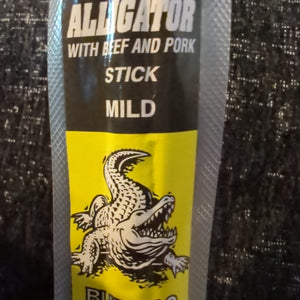 ALLIGATOR
WITH BEEF AND PORK
STICK
MILD